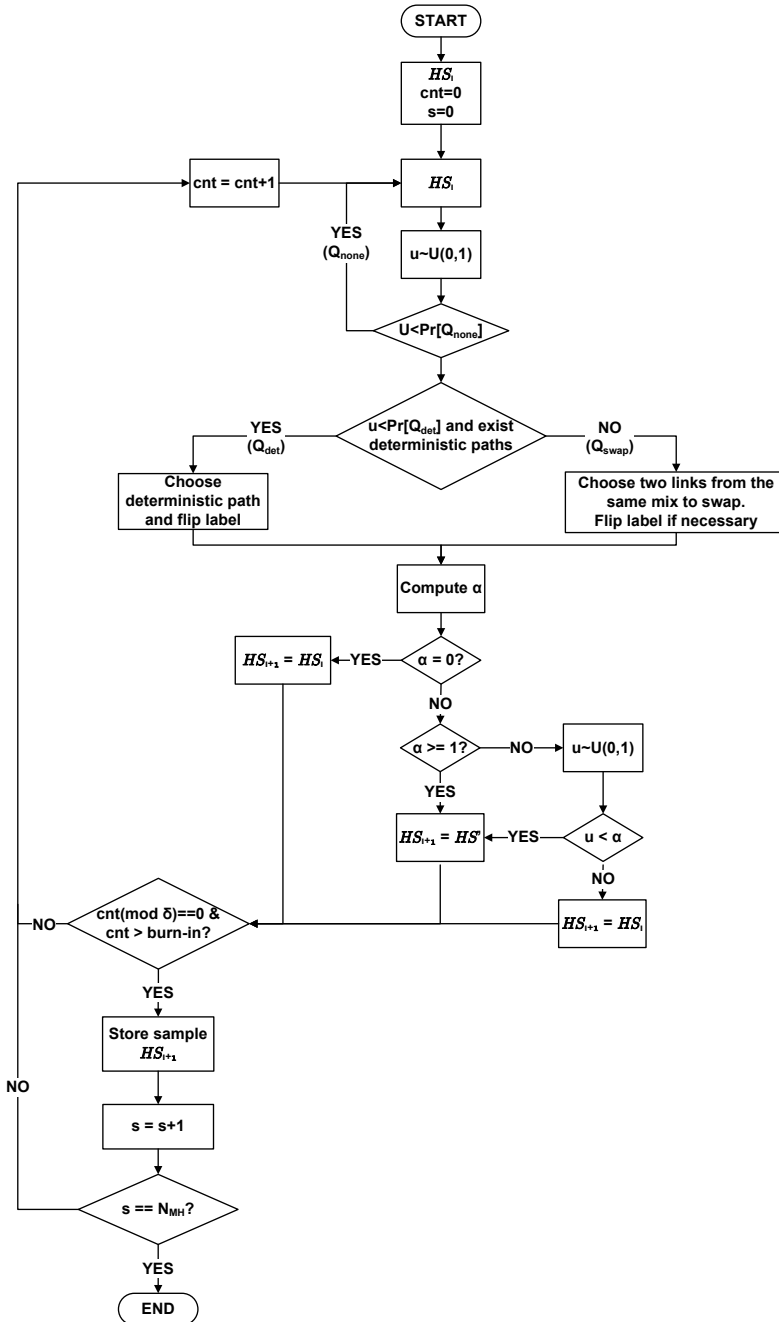 START
HSᵢ
cnt=0
s=0
cnt = cnt+1
HSᵢ
YES
(Qnone)
u~U(0,1)
U<Pr[Qnone]
u<Pr[Qdet] and exist
deterministic paths
YES
(Qdet)
NO
(Qswap)
Choose
deterministic path
and flip label
Choose two links from the
same mix to swap.
Flip label if necessary
Compute α
α = 0?
YES
HSᵢ₊₁ = HSᵢ
NO
α >= 1?
NO
u~U(0,1)
YES
HSᵢ₊₁ = HS'
YES
u < α
NO
HSᵢ₊₁ = HSᵢ
cnt(mod δ)==0 &
cnt > burn-in?
NO
YES
Store sample
HSᵢ₊₁
NO
s = s+1
s == NMH?
YES
END